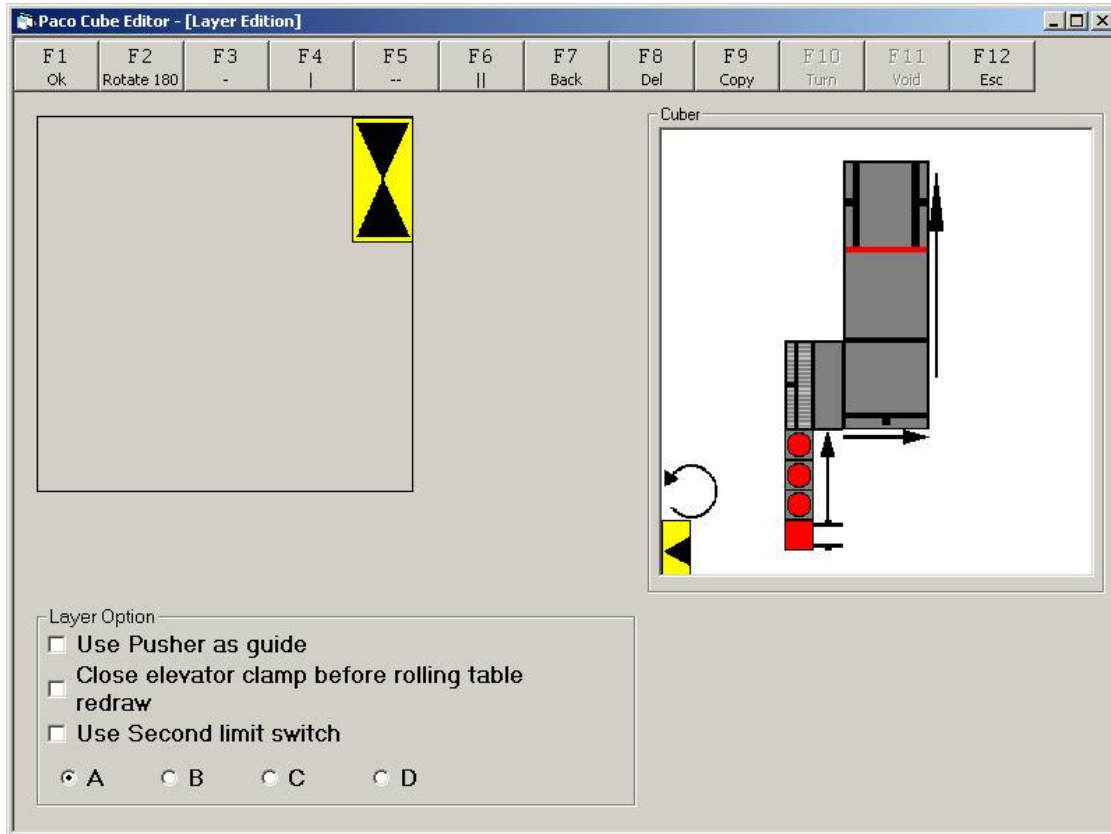 Paco Cube Editor - [Layer Edition]
F1 F2 F3 F4 F5 F6 F7 F8 F9 F10 F11 F12
Ok Rotate 180 - | -- || Back Del Copy Turn Void Esc
Cuber
Layer Option
Use Pusher as guide
Close elevator clamp before rolling table
redraw
Use Second limit switch
A B C D